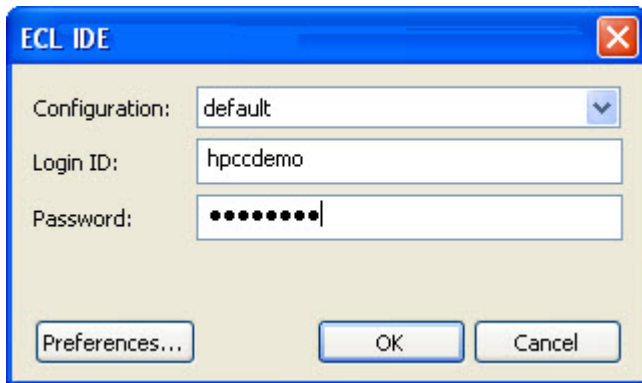 ECL IDE
Configuration: default
Login ID: hpccdemo
Password: ●●●●●●●●
Preferences... OK Cancel